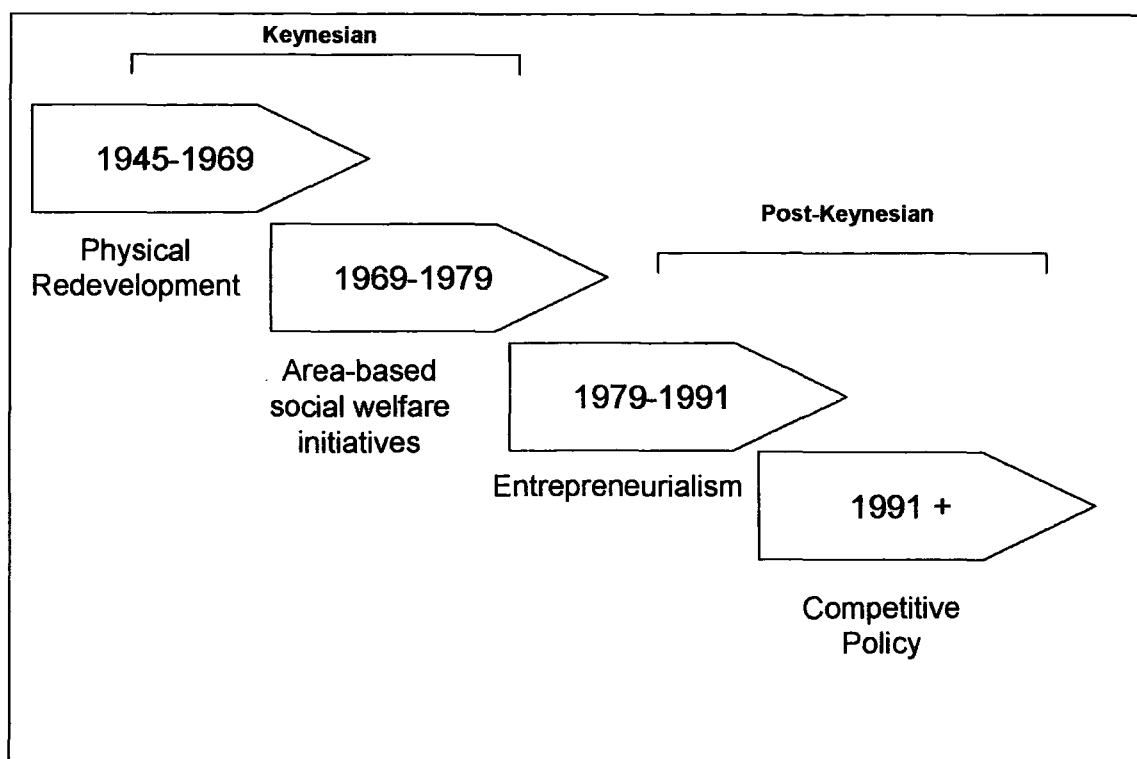 Keynesian
1945-1969
Physical
Redevelopment
Post-Keynesian
1969-1979
Area-based
social welfare
initiatives
1979-1991
Entrepreneurialism
1991 +
Competitive
Policy